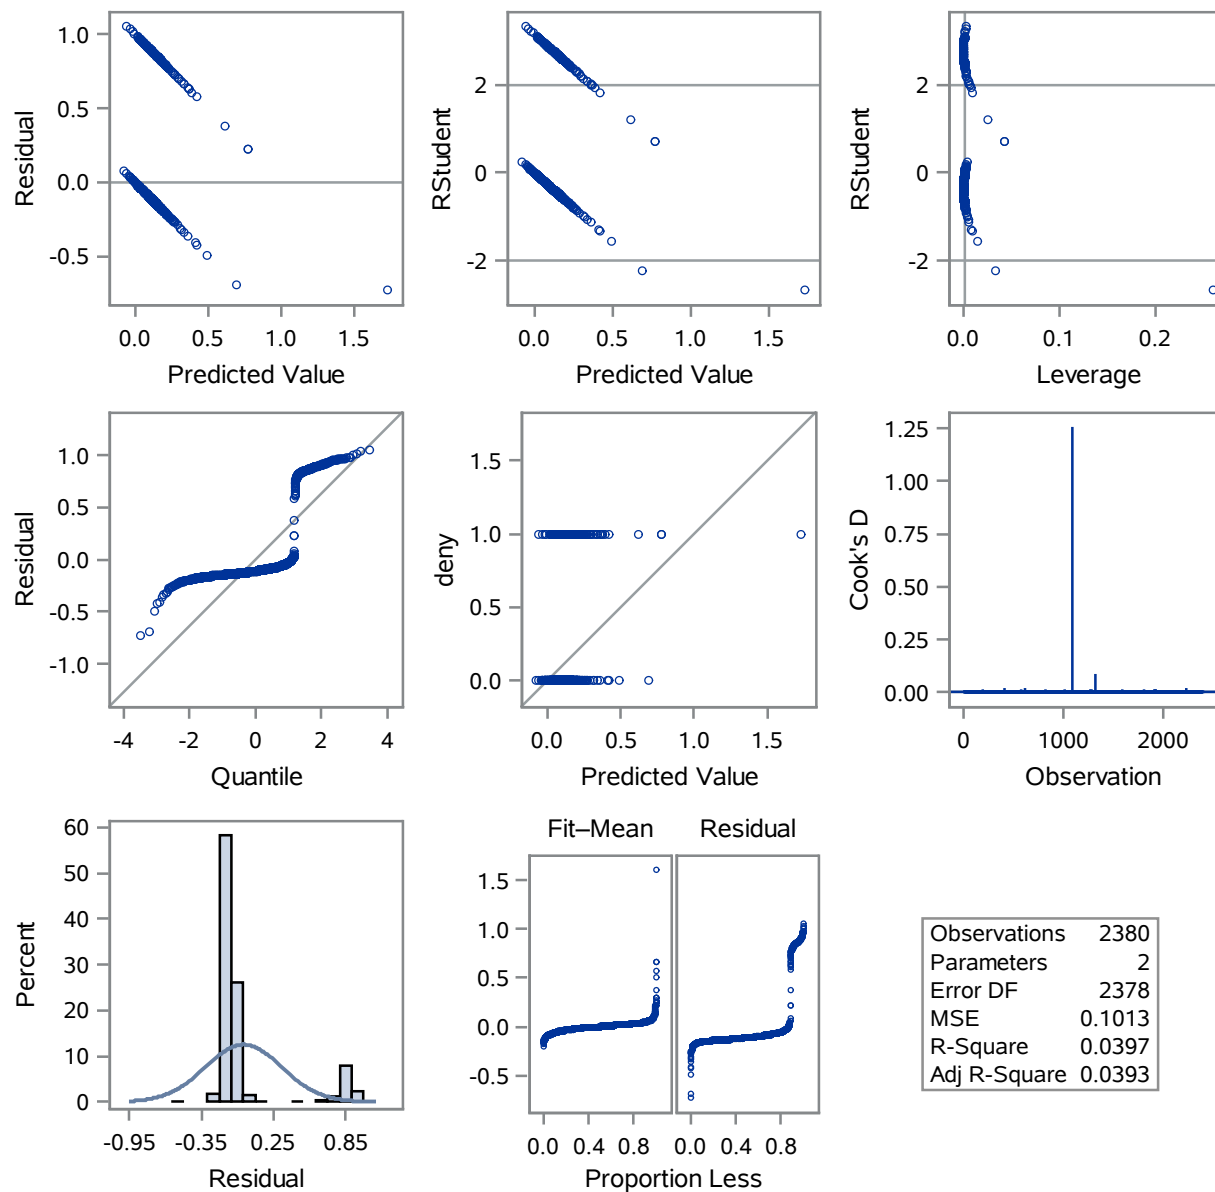 1.0
0.5
0.0
-0.5
Residual
0.0 0.5 1.0 1.5
Predicted Value
2
0
-2
RStudent
0.0 0.5 1.0 1.5
Predicted Value
2
0
-2
RStudent
0.0 0.1 0.2
Leverage
1.0
0.5
0.0
-0.5
-1.0
Residual
-4 -2 0 2 4
Quantile
1.5
1.0
0.5
0.0
deny
0.0 0.5 1.0 1.5
Predicted Value
1.25
1.00
0.75
0.50
0.25
0.00
Cook's D
0 1000 2000
Observation
60
50
40
30
20
10
0
Percent
-0.95 -0.35 0.25 0.85
Residual
Fit–Mean Residual
1.5
1.0
0.5
0.0
-0.5
0.0 0.4 0.8 0.0 0.4 0.8
Proportion Less
Observations 2380
Parameters 2
Error DF 2378
MSE 0.1013
R-Square 0.0397
Adj R-Square 0.0393